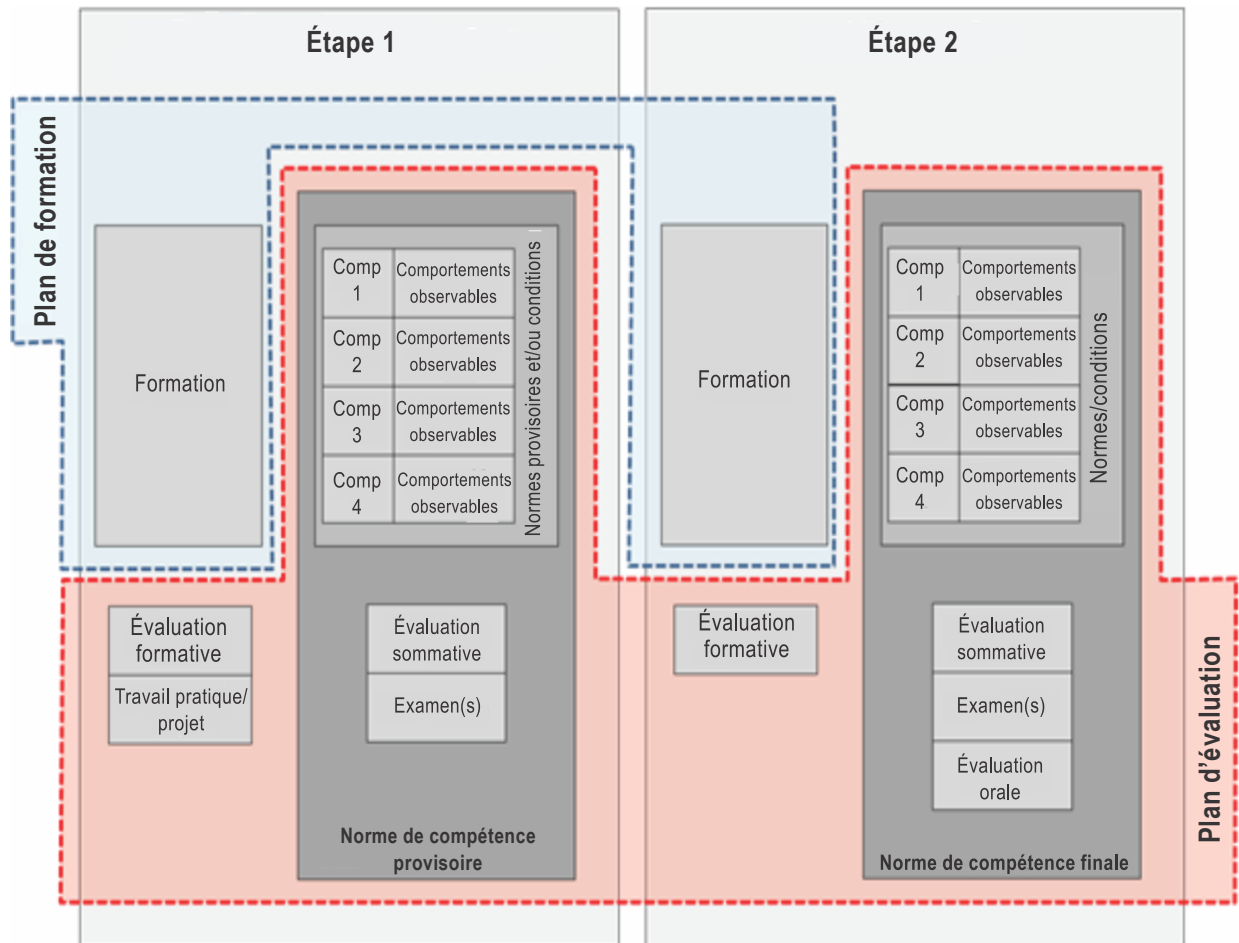 Étape 1
Étape 2
Plan de formation
Formation
Comp
1
Comportements
observables
Comp
2
Comportements
observables
Comp
3
Comportements
observables
Comp
4
Comportements
observables
Normes provisoires et/ou conditions
Formation
Comp
1
Comportements
observables
Comp
2
Comportements
observables
Comp
3
Comportements
observables
Comp
4
Comportements
observables
Normes/conditions
Évaluation
formative
Travail pratique/
projet
Évaluation
sommative
Examen(s)
Norme de compétence
provisoire
Évaluation
formative
Évaluation
sommative
Examen(s)
Évaluation
orale
Norme de compétence finale
Plan d'évaluation